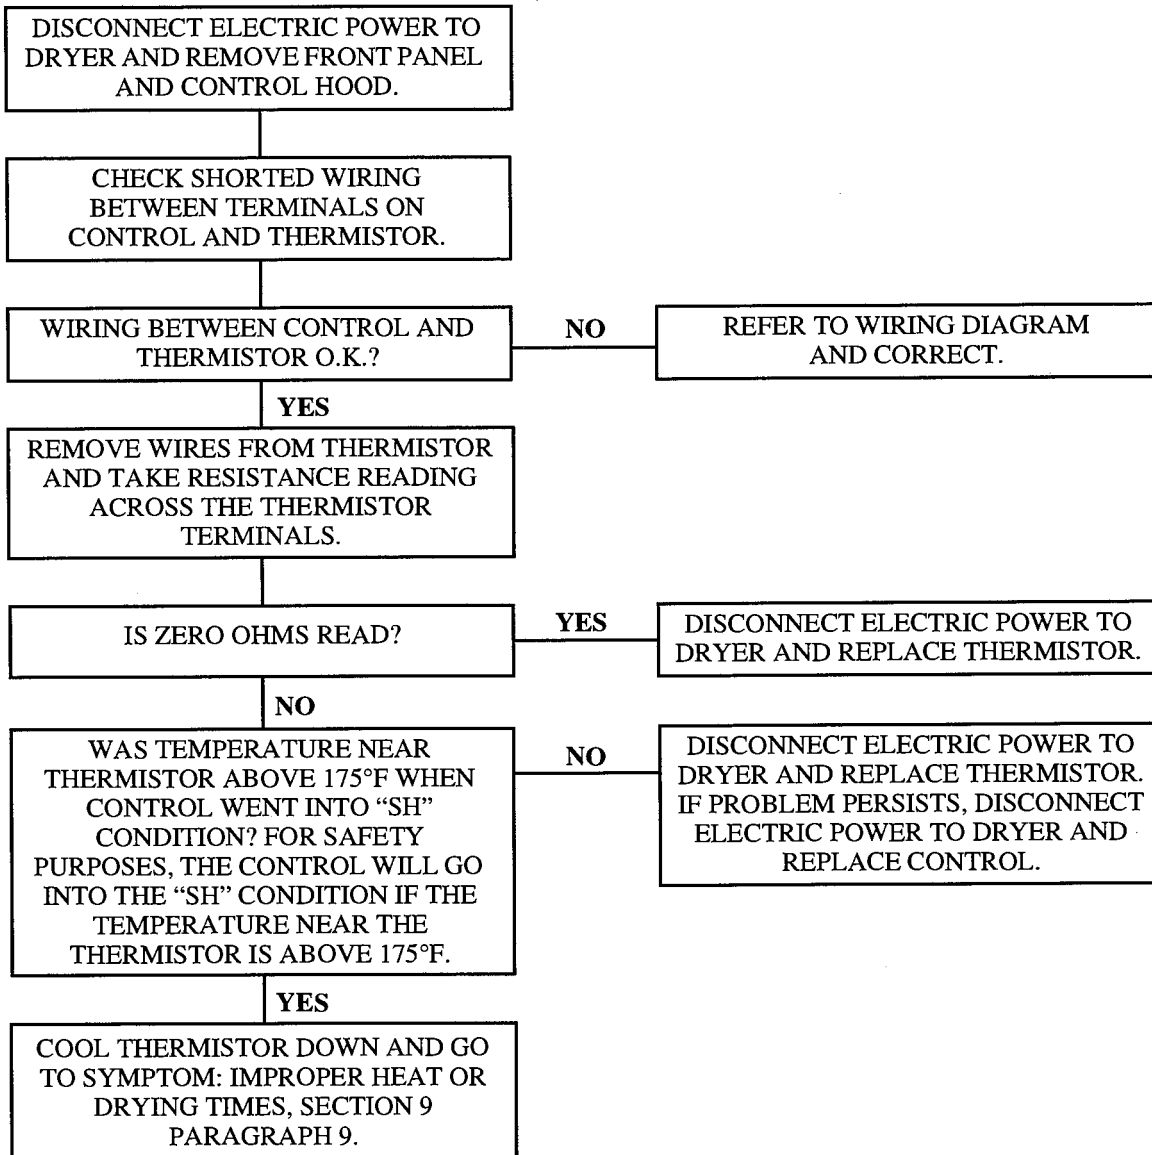 DISCONNECT ELECTRIC POWER TO
DRYER AND REMOVE FRONT PANEL
AND CONTROL HOOD.
CHECK SHORTED WIRING
BETWEEN TERMINALS ON
CONTROL AND THERMISTOR.
WIRING BETWEEN CONTROL AND
THERMISTOR O.K.?
NO
REFER TO WIRING DIAGRAM
AND CORRECT.
YES
REMOVE WIRES FROM THERMISTOR
AND TAKE RESISTANCE READING
ACROSS THE THERMISTOR
TERMINALS.
IS ZERO OHMS READ?
YES
DISCONNECT ELECTRIC POWER TO
DRYER AND REPLACE THERMISTOR.
NO
WAS TEMPERATURE NEAR
THERMISTOR ABOVE 175°F WHEN
CONTROL WENT INTO “SH”
CONDITION? FOR SAFETY
PURPOSES, THE CONTROL WILL GO
INTO THE “SH” CONDITION IF THE
TEMPERATURE NEAR THE
THERMISTOR IS ABOVE 175°F.
NO
DISCONNECT ELECTRIC POWER TO
DRYER AND REPLACE THERMISTOR.
IF PROBLEM PERSISTS, DISCONNECT
ELECTRIC POWER TO DRYER AND
REPLACE CONTROL.
YES
COOL THERMISTOR DOWN AND GO
TO SYMPTOM: IMPROPER HEAT OR
DRYING TIMES, SECTION 9
PARAGRAPH 9.